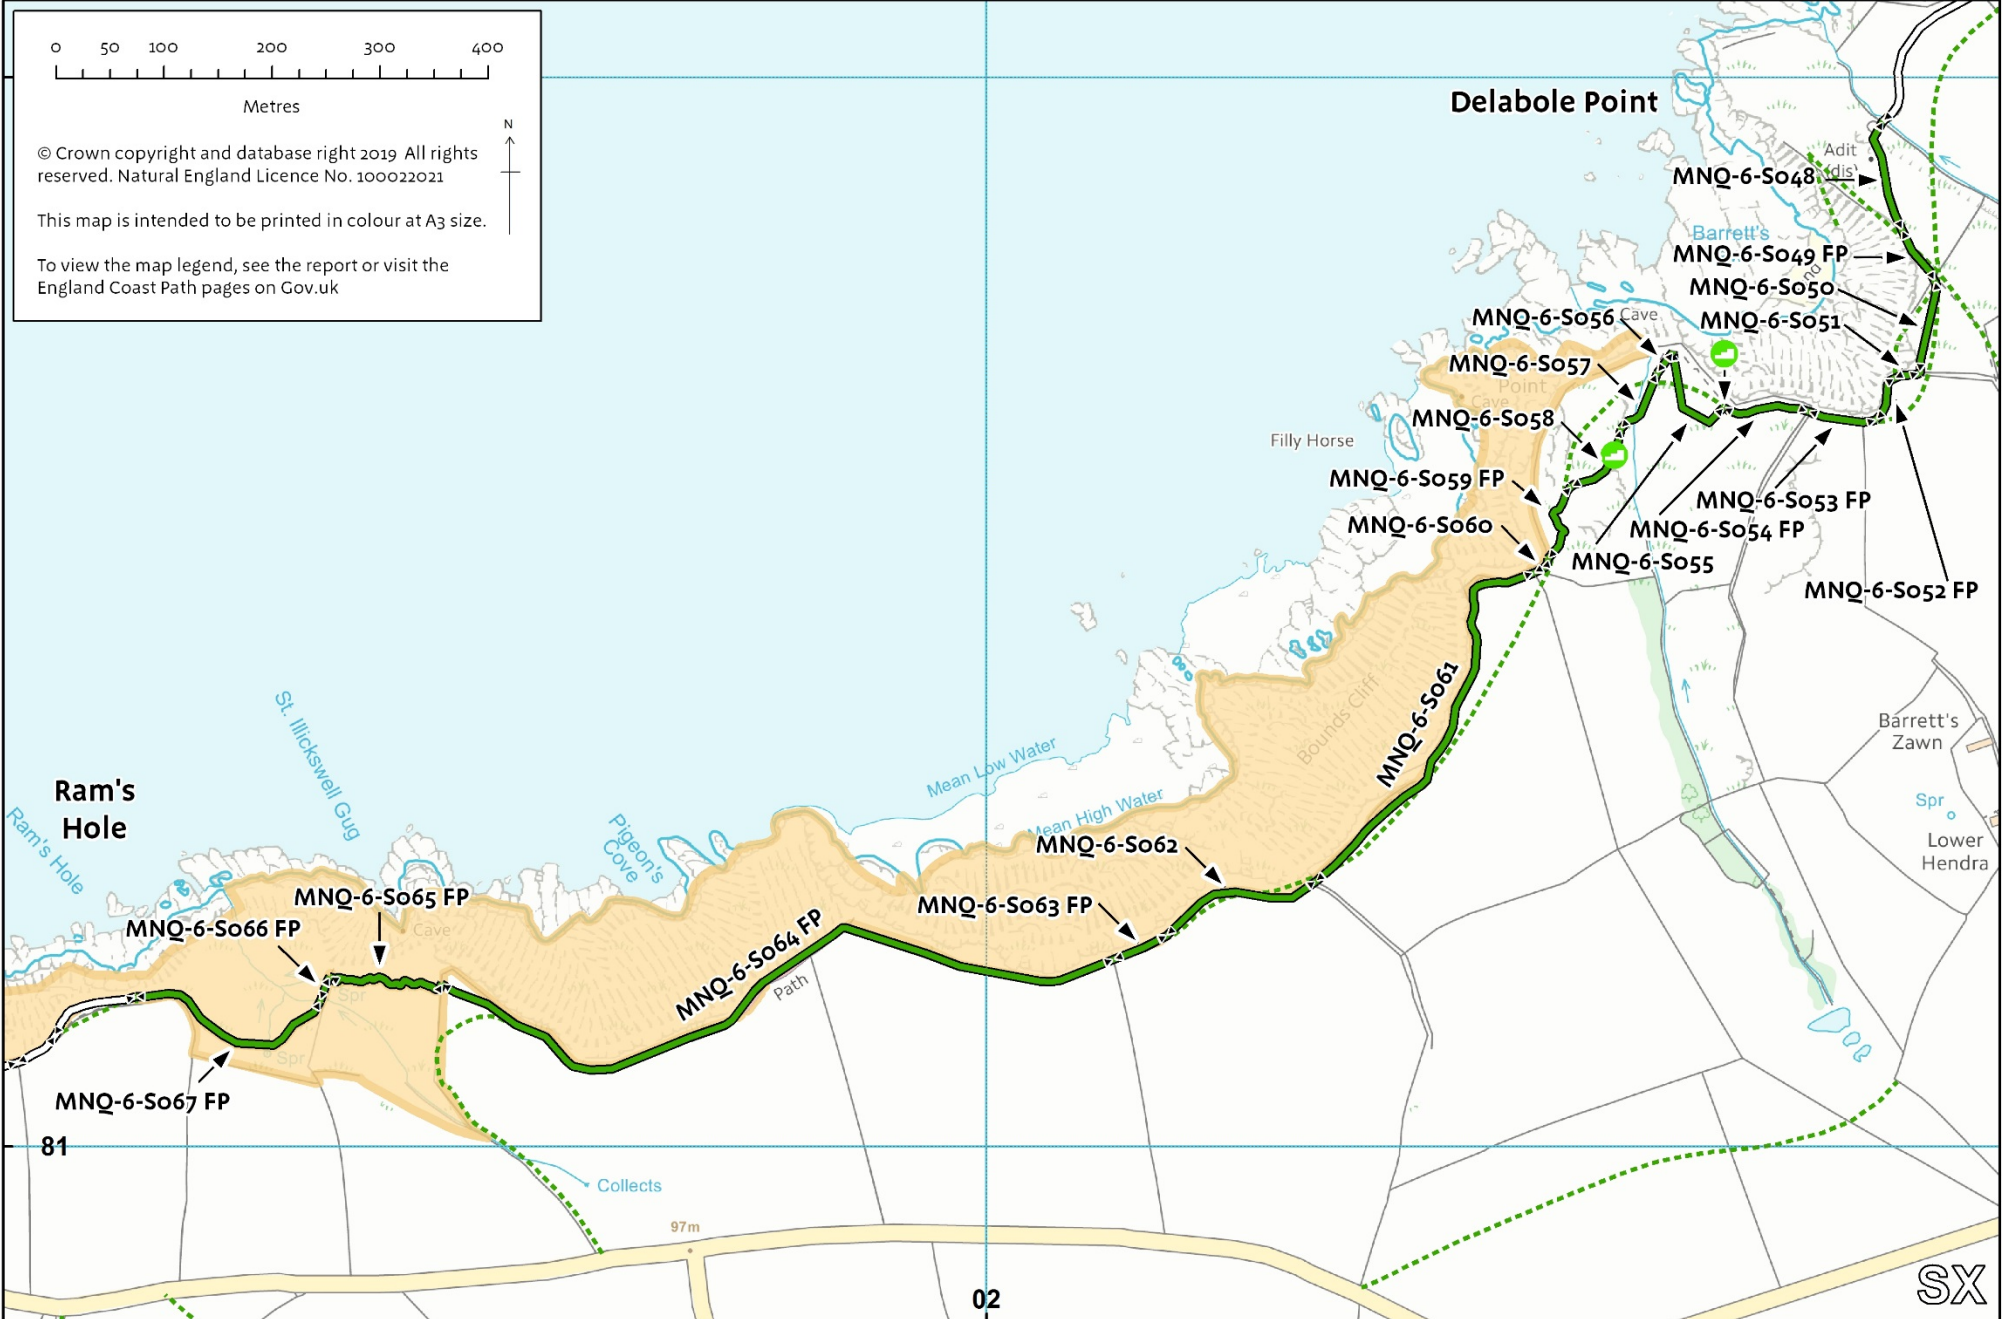 0 50 100 200 300 400
Metres
N
© Crown copyright and database right 2019 All rights
reserved. Natural England Licence No. 100022021
This map is intended to be printed in colour at A3 size.
To view the map legend, see the report or visit the
England Coast Path pages on Gov.uk
Delabole Point
Adit
(dis)
MNQ-6-S048
Barrett's
MNQ-6-S049 FP
MNQ-6-S050
MNQ-6-S051
MNQ-6-S056
Cave
MNQ-6-S057
Point
Cave
MNQ-6-S058
Filly Horse
MNQ-6-S059 FP
MNQ-6-S060
MNQ-6-S053 FP
MNQ-6-S054 FP
MNQ-6-S055
MNQ-6-S052 FP
MNQ-6-S061
Bounds Cliff
Barrett's
Zawn
Spr
Lower
Hendra
St. Illickswell Gug
Ram's
Hole
Ram's Hole
Pigeon's
Cove
Mean Low Water
Mean High Water
MNQ-6-S062
MNQ-6-S063 FP
MNQ-6-S064 FP
Path
MNQ-6-S065 FP
Cave
MNQ-6-S066 FP
Spr
Spr
MNQ-6-S067 FP
81
Collects
97m
02
SX